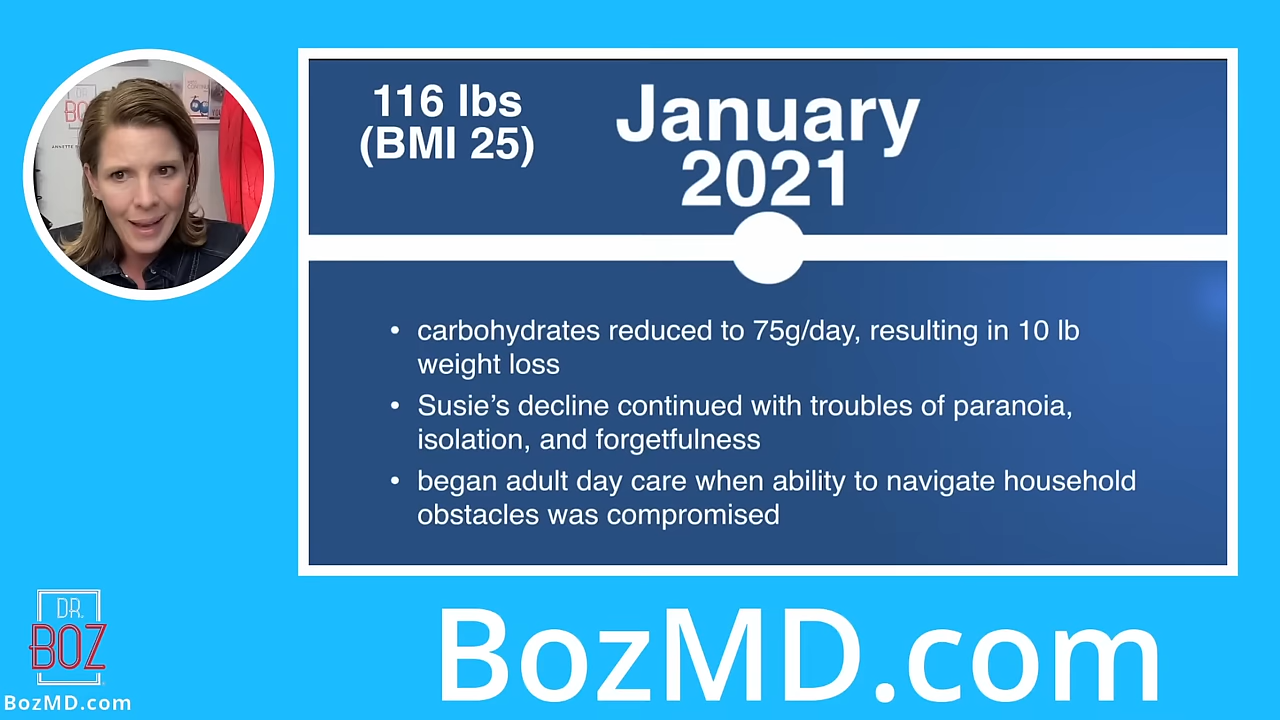 116 lbs
(BMI 25)
January
2021
• carbohydrates reduced to 75g/day, resulting in 10 lb
weight loss
• Susie’s decline continued with troubles of paranoia,
isolation, and forgetfulness
• began adult day care when ability to navigate household
obstacles was compromised
DR.
BOZ
BozMD.com
BozMD.com